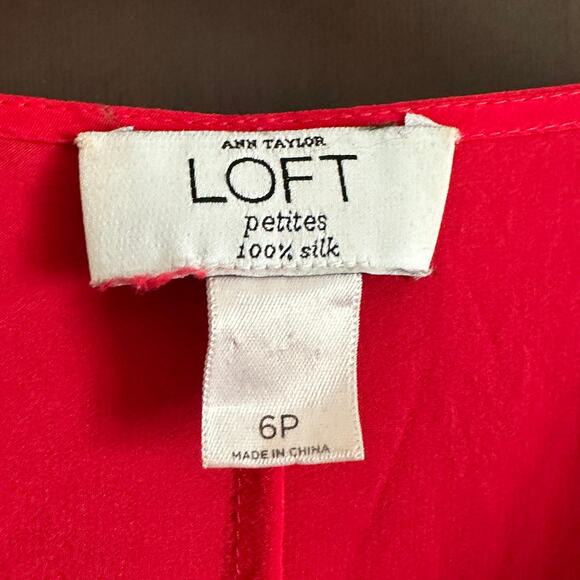 ANN TAYLOR
LOFT
petites
100% silk
6P
MADE IN CHINA